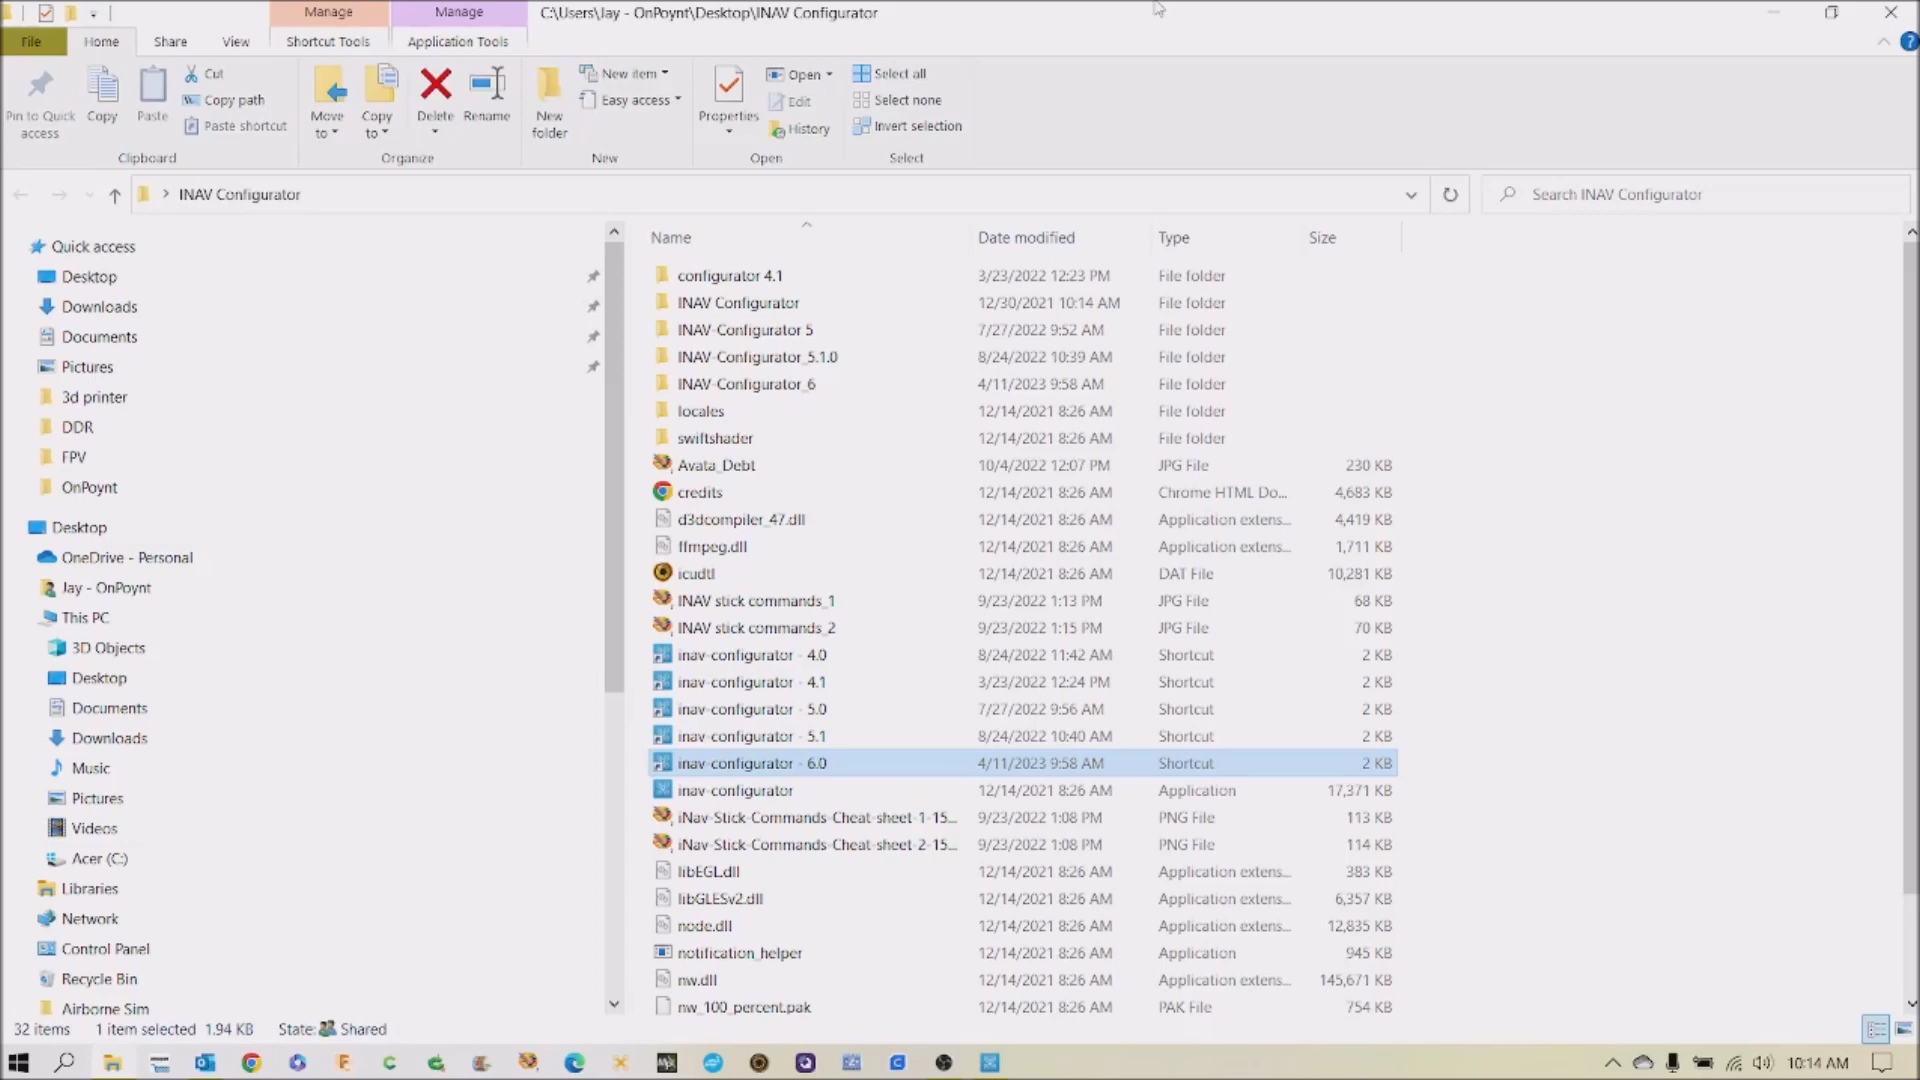 Manage
Manage
C:\Users\Jay - OnPoynt\Desktop\INAV Configurator
File
Home
Share
View
Shortcut Tools
Application Tools
Pin to Quick access
Copy
Paste
Cut
Copy path
Paste shortcut
Clipboard
Move to
Copy to
Delete
Rename
Organize
New folder
New item
Easy access
New
Properties
Open
Edit
History
Open
Select all
Select none
Invert selection
Select
INAV Configurator
Search INAV Configurator
Quick access
Desktop
Downloads
Documents
Pictures
3d printer
DDR
FPV
OnPoynt
Desktop
OneDrive - Personal
Jay - OnPoynt
This PC
3D Objects
Desktop
Documents
Downloads
Music
Pictures
Videos
Acer (C:)
Libraries
Network
Control Panel
Recycle Bin
Airborne Sim
Name Date modified Type Size
configurator 4.1 3/23/2022 12:23 PM File folder
INAV Configurator 12/30/2021 10:14 AM File folder
INAV-Configurator 5 7/27/2022 9:52 AM File folder
INAV-Configurator_5.1.0 8/24/2022 10:39 AM File folder
INAV-Configurator_6 4/11/2023 9:58 AM File folder
locales 12/14/2021 8:26 AM File folder
swiftshader 12/14/2021 8:26 AM File folder
Avata_Debt 10/4/2022 12:07 PM JPG File 230 KB
credits 12/14/2021 8:26 AM Chrome HTML Do... 4,683 KB
d3dcompiler_47.dll 12/14/2021 8:26 AM Application extens... 4,419 KB
ffmpeg.dll 12/14/2021 8:26 AM Application extens... 1,711 KB
icudtl 12/14/2021 8:26 AM DAT File 10,281 KB
INAV stick commands_1 9/23/2022 1:13 PM JPG File 68 KB
INAV stick commands_2 9/23/2022 1:15 PM JPG File 70 KB
inav-configurator - 4.0 8/24/2022 11:42 AM Shortcut 2 KB
inav-configurator - 4.1 3/23/2022 12:24 PM Shortcut 2 KB
inav-configurator - 5.0 7/27/2022 9:56 AM Shortcut 2 KB
inav-configurator - 5.1 8/24/2022 10:40 AM Shortcut 2 KB
inav-configurator - 6.0 4/11/2023 9:58 AM Shortcut 2 KB
inav-configurator 12/14/2021 8:26 AM Application 17,371 KB
iNav-Stick-Commands-Cheat-sheet-1-15... 9/23/2022 1:08 PM PNG File 113 KB
iNav-Stick-Commands-Cheat-sheet-2-15... 9/23/2022 1:08 PM PNG File 114 KB
libEGL.dll 12/14/2021 8:26 AM Application extens... 383 KB
libGLESv2.dll 12/14/2021 8:26 AM Application extens... 6,357 KB
node.dll 12/14/2021 8:26 AM Application extens... 12,835 KB
notification_helper 12/14/2021 8:26 AM Application 945 KB
nw.dll 12/14/2021 8:26 AM Application extens... 145,671 KB
nw_100_percent.pak 12/14/2021 8:26 AM PAK File 754 KB
32 items 1 item selected 1.94 KB State: Shared
10:14 AM